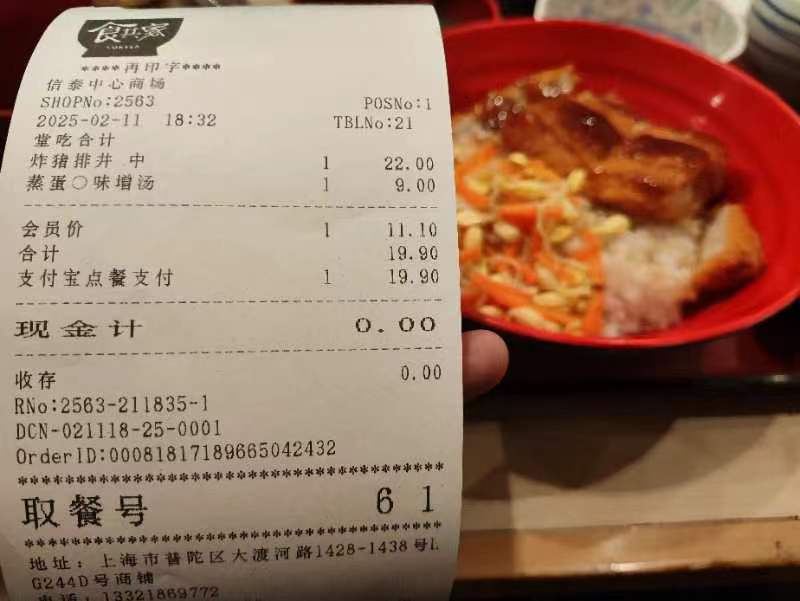 食其家
****再印字****
信泰中心商场
SHOPNo:2563 POSNo:1
2025-02-11 18:32 TBLNo:21
堂吃合计
炸猪排丼 中 1 22.00
蒸蛋○味增汤 1 9.00
会员价 1 11.10
合计 19.90
支付宝点餐支付 1 19.90
现金计 0.00
收存 0.00
RNo:2563-211835-1
DCN-021118-25-0001
OrderID:00081817189665042432
取餐号 61
地址：上海市普陀区大渡河路1428-1438号L
G244D号商铺
电话：13321869772